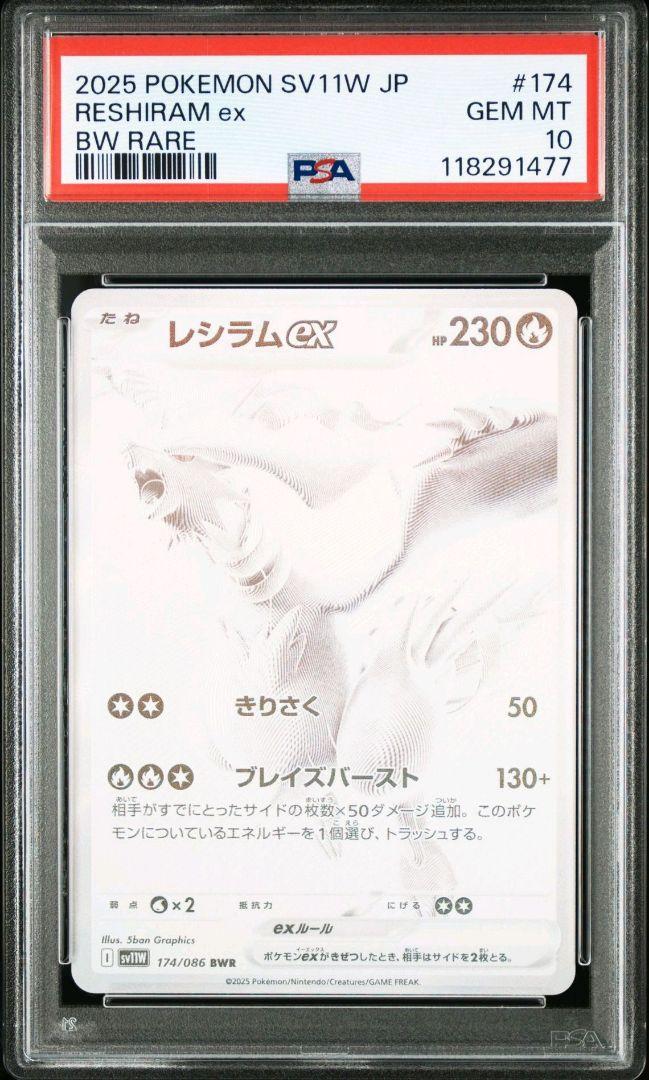 2025 POKEMON SV11W JP #174
RESHIRAM ex GEM MT
BW RARE 10
PSA 118291477
たね レシラムex HP 230
きりさく 50
ブレイズバースト 130+
相手がすでにとったサイドの枚数×50ダメージ追加。このポケ
モンについているエネルギーを1個選び、トラッシュする。
弱点 ×2 抵抗力 にげる
exルール
Illus. 5ban Graphics
ポケモンexがきぜつしたとき、相手はサイドを2枚とる。
I sv11W 174/086 BWR
©2025 Pokémon/Nintendo/Creatures/GAME FREAK.
PSA